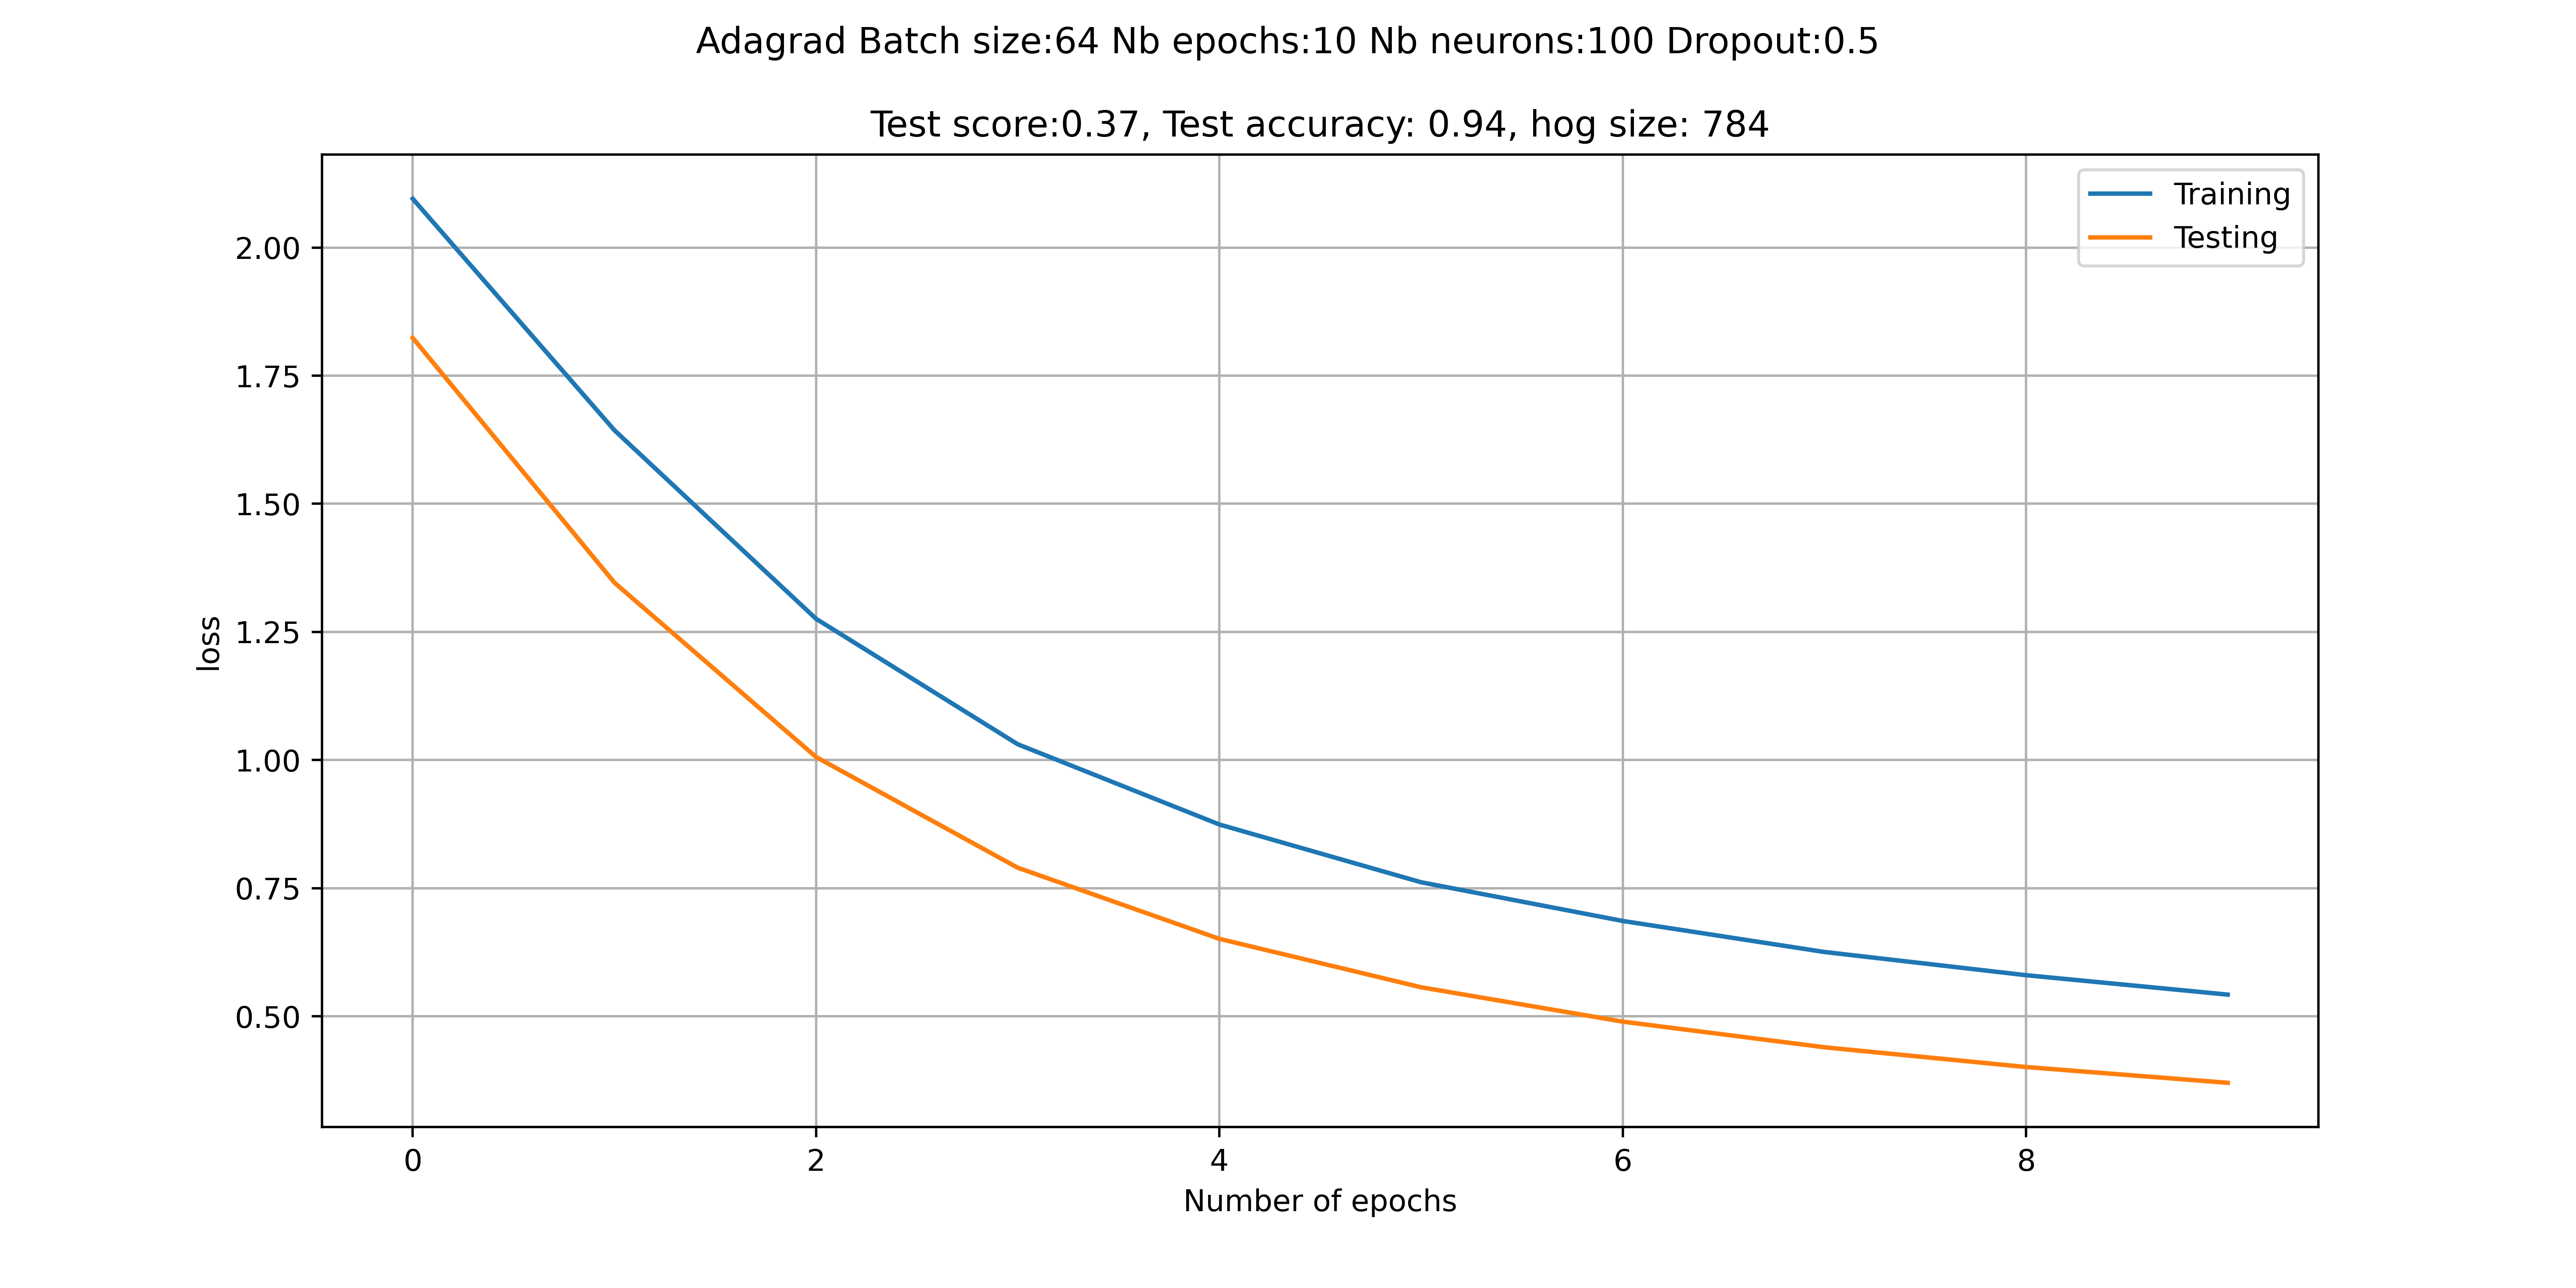 Adagrad Batch size:64 Nb epochs:10 Nb neurons:100 Dropout:0.5
Test score:0.37, Test accuracy: 0.94, hog size: 784
Training
Testing
2.00
1.75
1.50
1.25
1.00
0.75
0.50
loss
0 2 4 6 8
Number of epochs